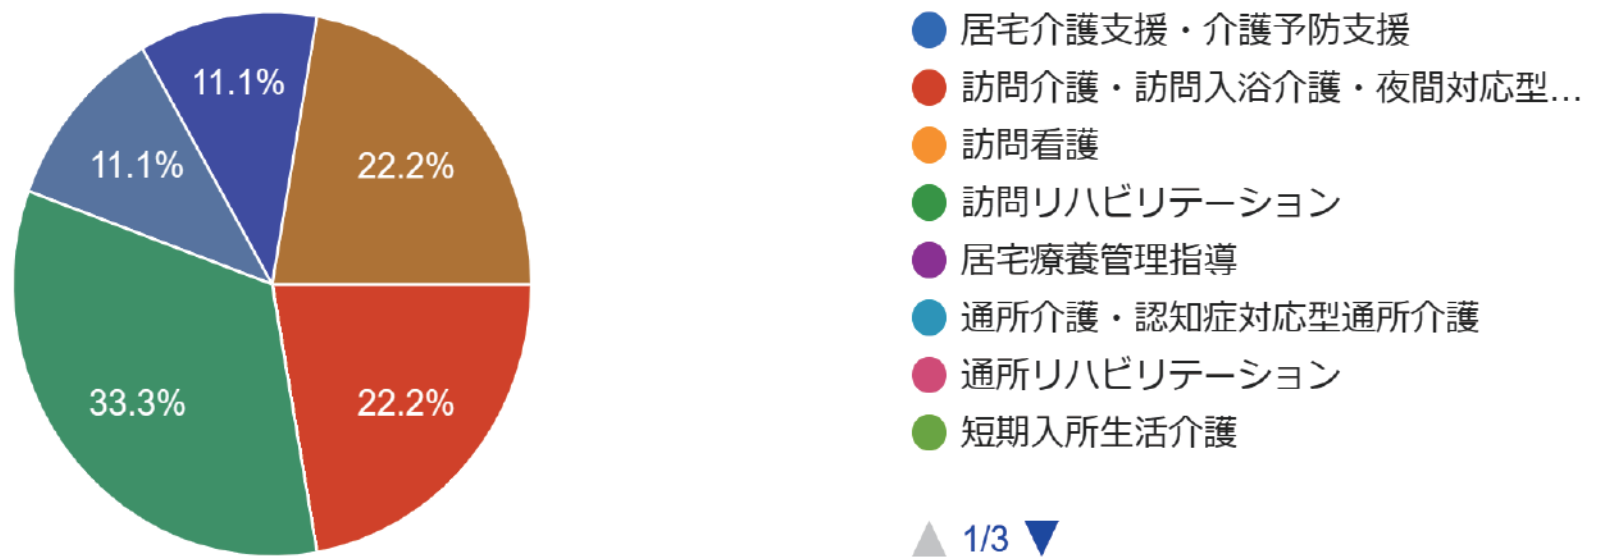 11.1%
22.2%
11.1%
33.3%
22.2%
居宅介護支援・介護予防支援
訪問介護・訪問入浴介護・夜間対応型...
訪問看護
訪問リハビリテーション
居宅療養管理指導
通所介護・認知症対応型通所介護
通所リハビリテーション
短期入所生活介護
1/3